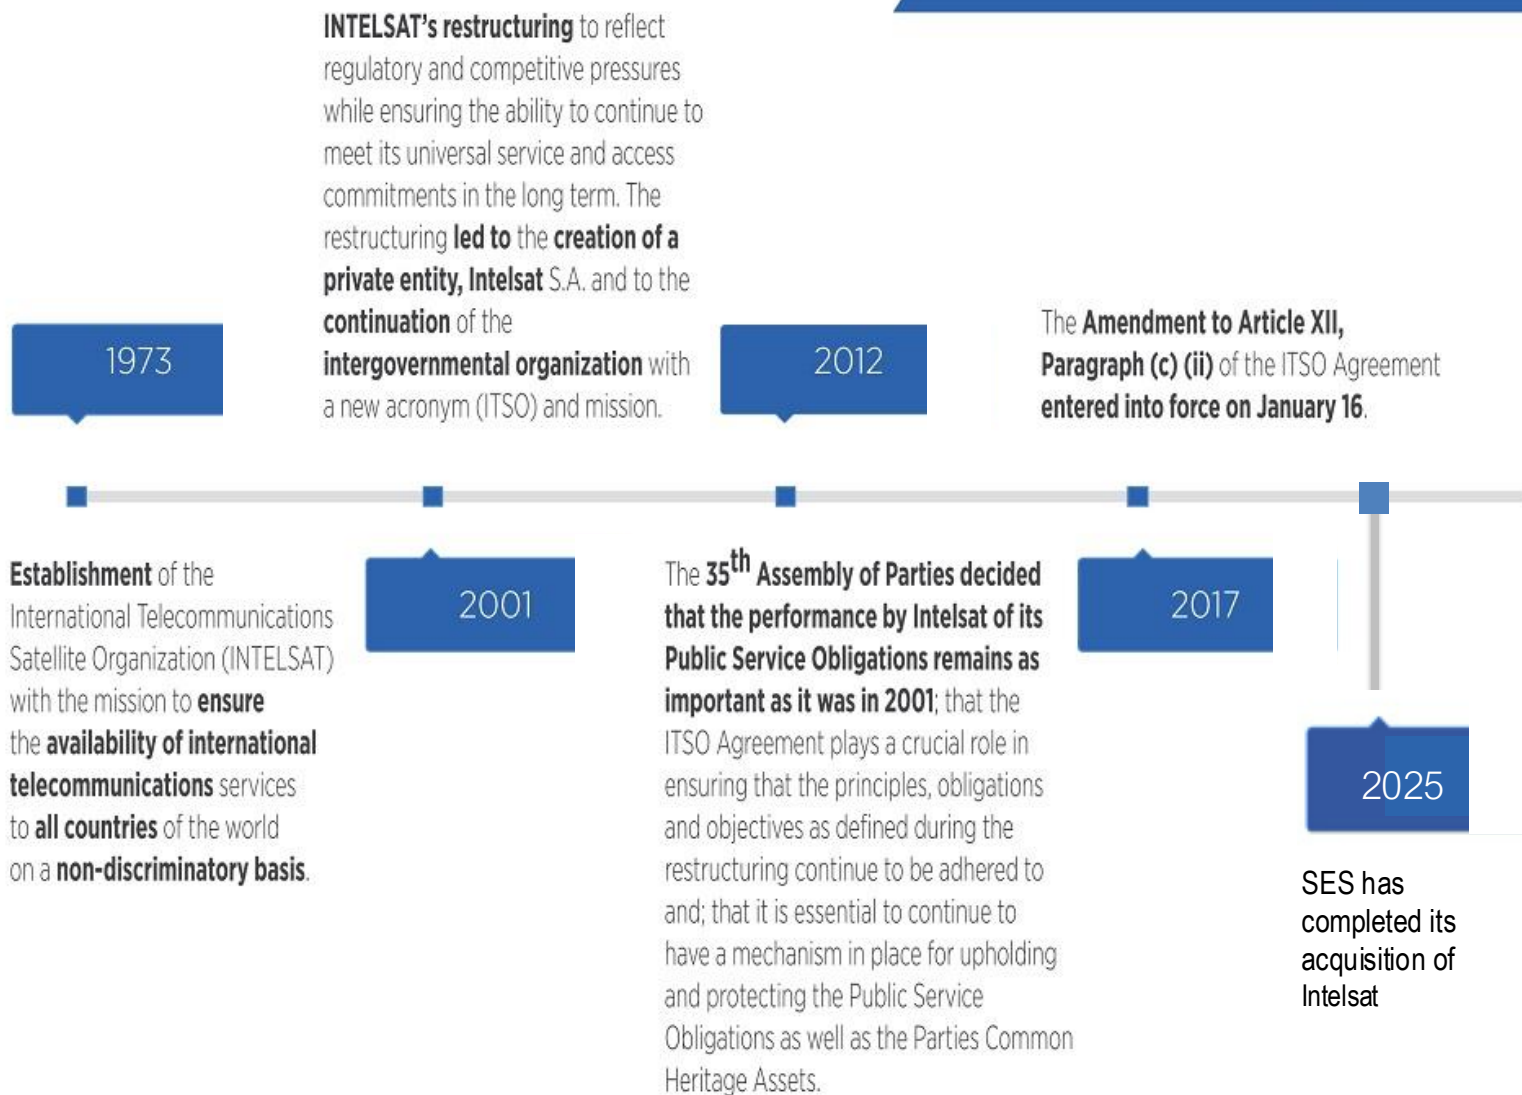 INTELSAT's restructuring to reflect
regulatory and competitive pressures
while ensuring the ability to continue to
meet its universal service and access
commitments in the long term. The
restructuring led to the creation of a
private entity, Intelsat S.A. and to the
continuation of the
intergovernmental organization with
a new acronym (ITSO) and mission.
1973
2012
The Amendment to Article XII,
Paragraph (c) (ii) of the ITSO Agreement
entered into force on January 16.
Establishment of the
International Telecommunications
Satellite Organization (INTELSAT)
with the mission to ensure
the availability of international
telecommunications services
to all countries of the world
on a non-discriminatory basis.
2001
The 35th Assembly of Parties decided
that the performance by Intelsat of its
Public Service Obligations remains as
important as it was in 2001; that the
ITSO Agreement plays a crucial role in
ensuring that the principles, obligations
and objectives as defined during the
restructuring continue to be adhered to
and; that it is essential to continue to
have a mechanism in place for upholding
and protecting the Public Service
Obligations as well as the Parties Common
Heritage Assets.
2017
2025
SES has
completed its
acquisition of
Intelsat